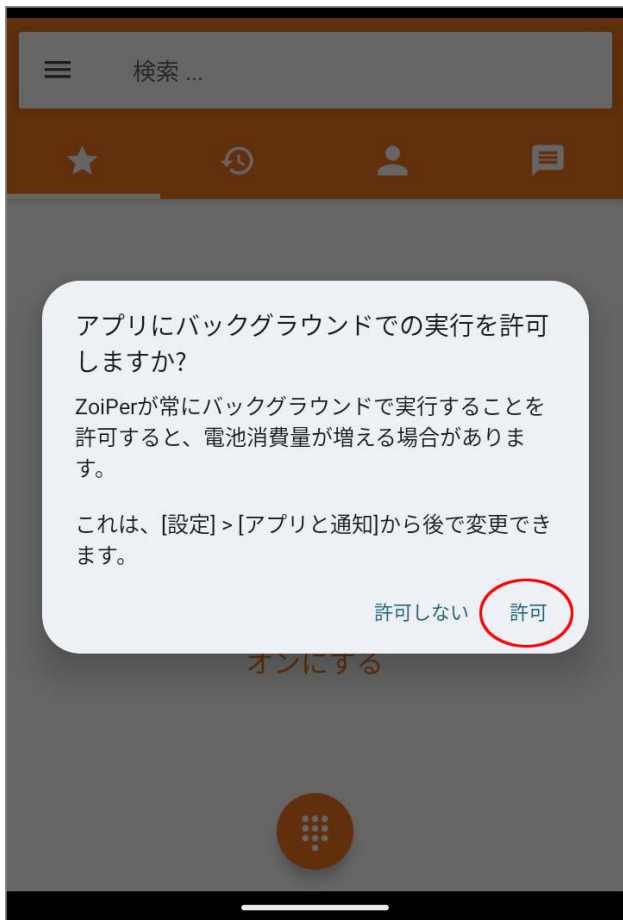 検索 ...
アプリにバックグラウンドでの実行を許可
しますか?
ZoiPerが常にバックグラウンドで実行することを
許可すると、電池消費量が増える場合がありま
す。
これは、[設定] > [アプリと通知]から後で変更でき
ます。
許可しない 許可
オンにする